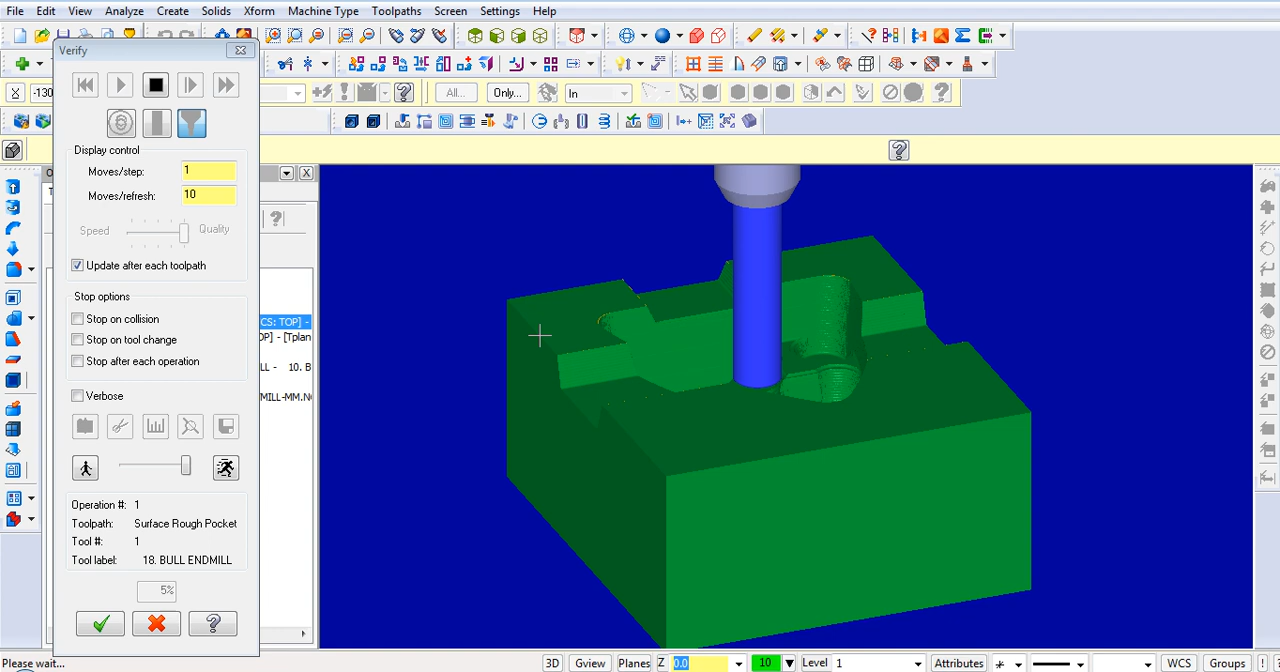 File Edit View Analyze Create Solids Xform Machine Type Toolpaths Screen Settings Help
Verify
-130
All... Only... In
Display control
Moves/step: 1
Moves/refresh: 10
Speed Quality
Update after each toolpath
Stop options
Stop on collision
Stop on tool change
Stop after each operation
Verbose
Operation #: 1
Toolpath: Surface Rough Pocket
Tool #: 1
Tool label: 18. BULL ENDMILL
5%
CS: TOP] -
OP] - [Tplan
LL - 10. B
MILL-MM.N
Please wait...
3D Gview Planes Z 0.0 10 Level 1 Attributes WCS Groups